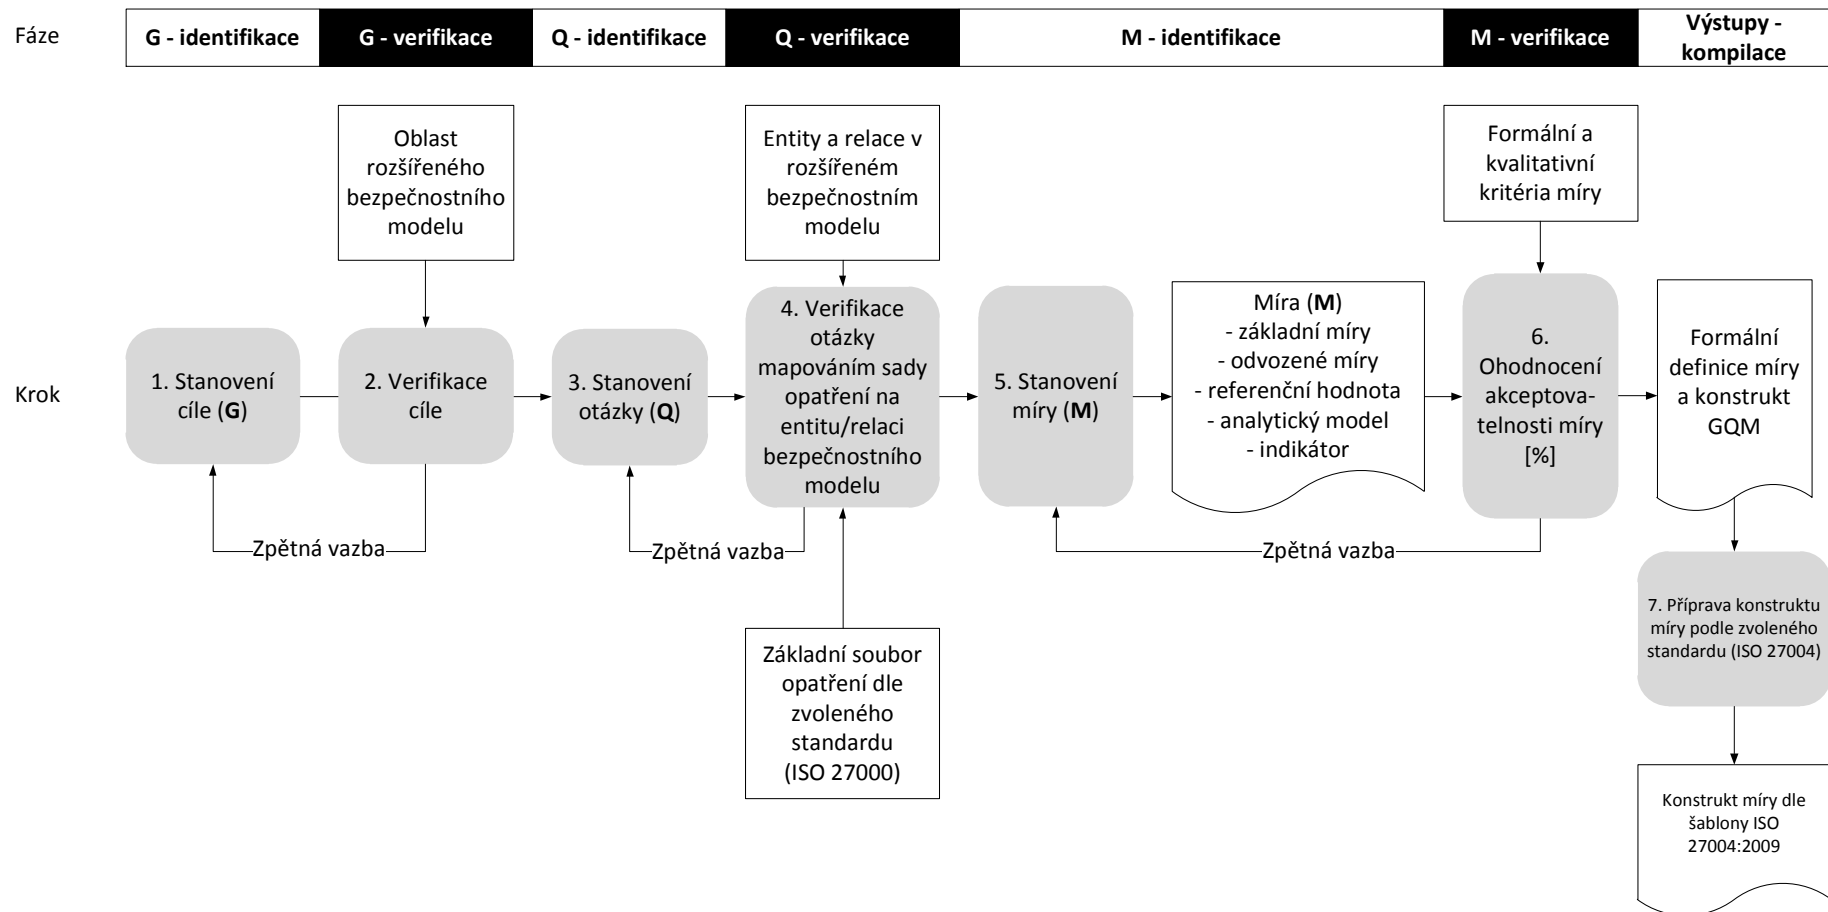 Fáze
G - identifikace
G - verifikace
Q - identifikace
Q - verifikace
M - identifikace
M - verifikace
Výstupy -
kompilace
Oblast
rozšířeného
bezpečnostního
modelu
Entity a relace v
rozšířeném
bezpečnostním
modelu
Formální a
kvalitativní
kritéria míry
Krok
1. Stanovení
cíle (G)
2. Verifikace
cíle
3. Stanovení
otázky (Q)
4. Verifikace
otázky
mapováním sady
opatření na
entitu/relaci
bezpečnostního
modelu
5. Stanovení
míry (M)
Míra (M)
- základní míry
- odvozené míry
- referenční hodnota
- analytický model
- indikátor
6.
Ohodnocení
akceptova-
telnosti míry
[%]
Formální
definice míry
a konstrukt
GQM
Zpětná vazba
Zpětná vazba
Zpětná vazba
7. Příprava konstruktu
míry podle zvoleného
standardu (ISO 27004)
Základní soubor
opatření dle
zvoleného
standardu
(ISO 27000)
Konstrukt míry dle
šablony ISO
27004:2009